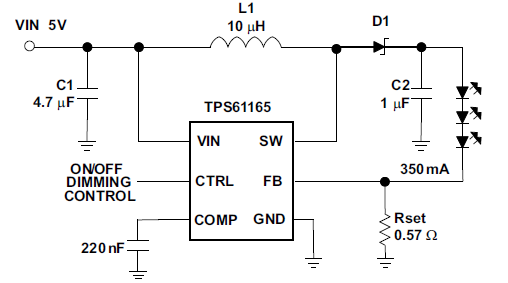 L1
D1
VIN 5V
10 μH
C1
4.7 μF
C2
1 μF
TPS61165
VIN SW
ON/OFF
DIMMING
CONTROL
CTRL FB
350 mA
COMP GND
Rset
0.57 Ω
220 nF